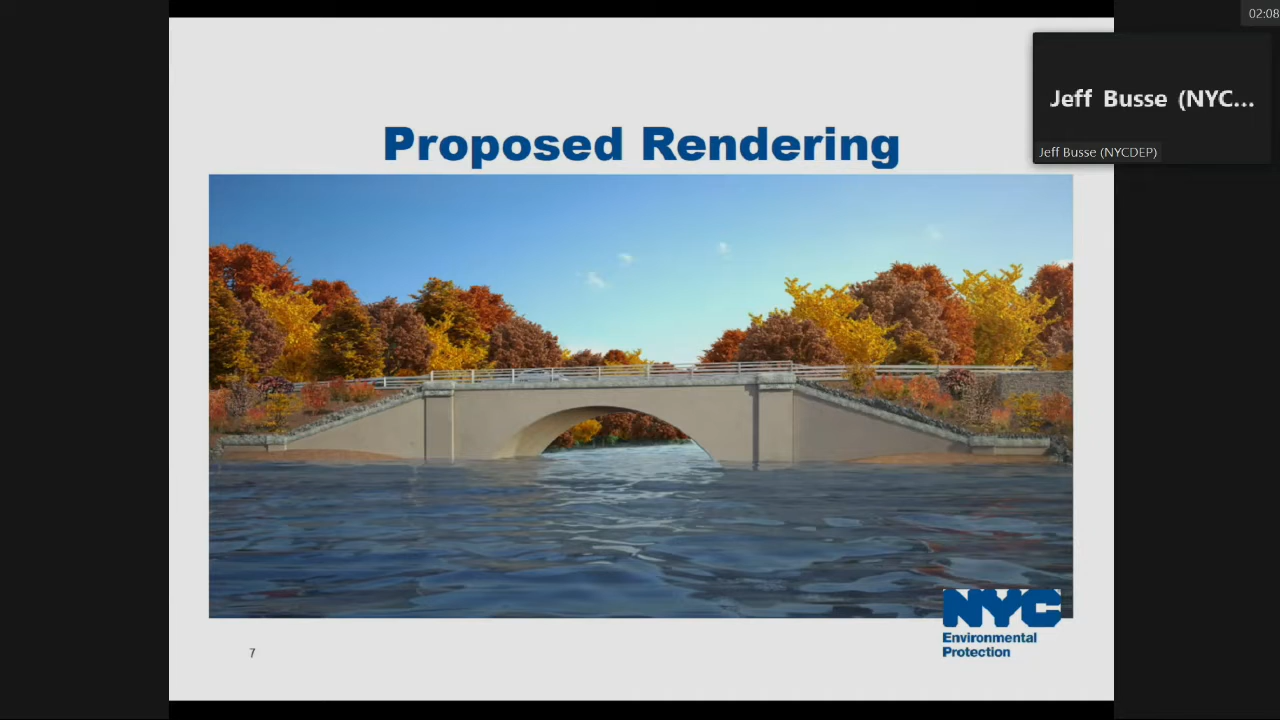 02:08
Jeff Busse (NYC...
Jeff Busse (NYCDEP)
Proposed Rendering
NYC
Environmental
Protection
7